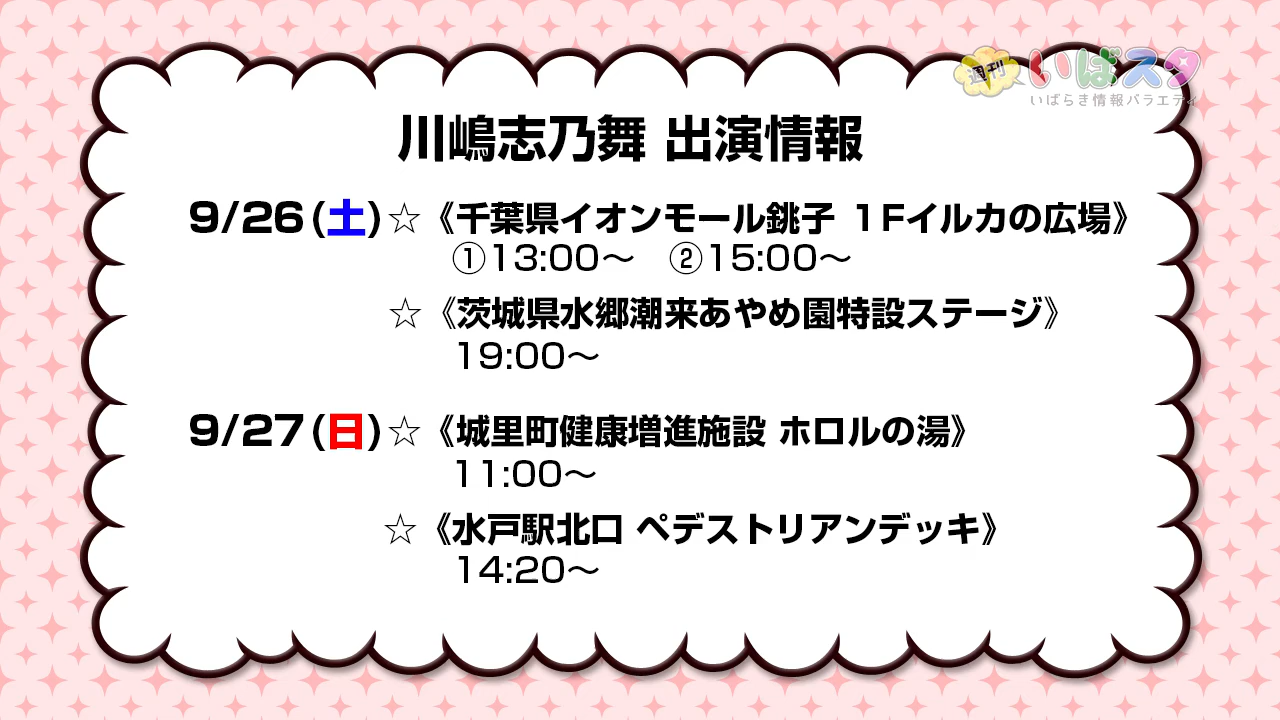 週刊 いばスタ
いばらき情報バラエティ
川嶋志乃舞 出演情報
9/26(土)☆《千葉県イオンモール銚子 1Fイルカの広場》
①13:00〜 ②15:00〜
☆《茨城県水郷潮来あやめ園特設ステージ》
19:00〜
9/27(日)☆《城里町健康増進施設 ホロルの湯》
11:00〜
☆《水戸駅北口 ペデストリアンデッキ》
14:20〜